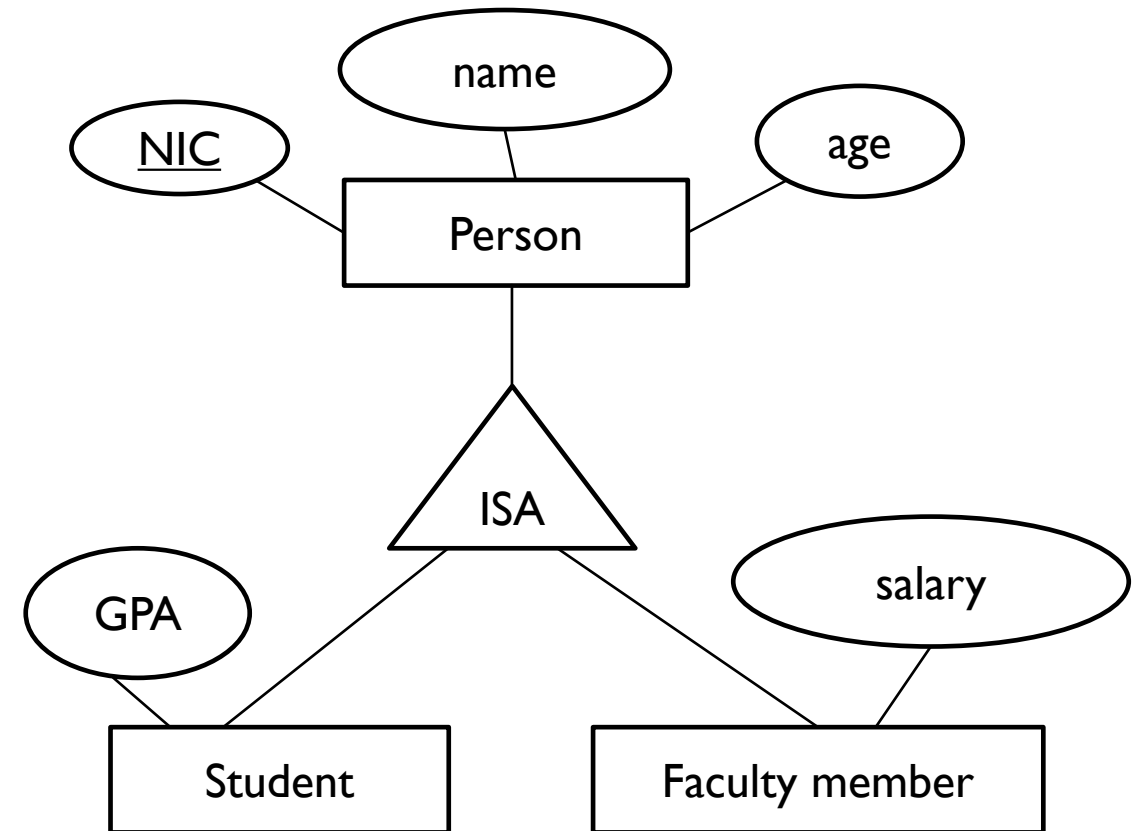 name
NIC
age
Person
ISA
GPA
salary
Student
Faculty member